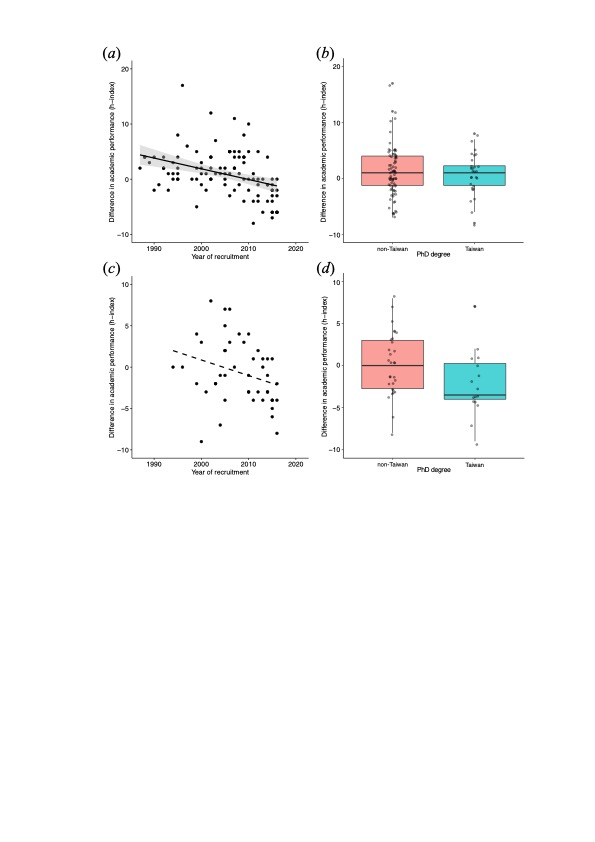 (a)
Difference in academic performance (h−index)
20
10
0
−10
1990
2000
2010
2020
Year of recruitment
(b)
Difference in academic performance (h−index)
20
10
0
−10
non-Taiwan
Taiwan
PhD degree
(c)
Difference in academic performance (h−index)
10
5
0
−5
−10
1990
2000
2010
2020
Year of recruitment
(d)
Difference in academic performance (h−index)
10
5
0
−5
−10
non-Taiwan
Taiwan
PhD degree